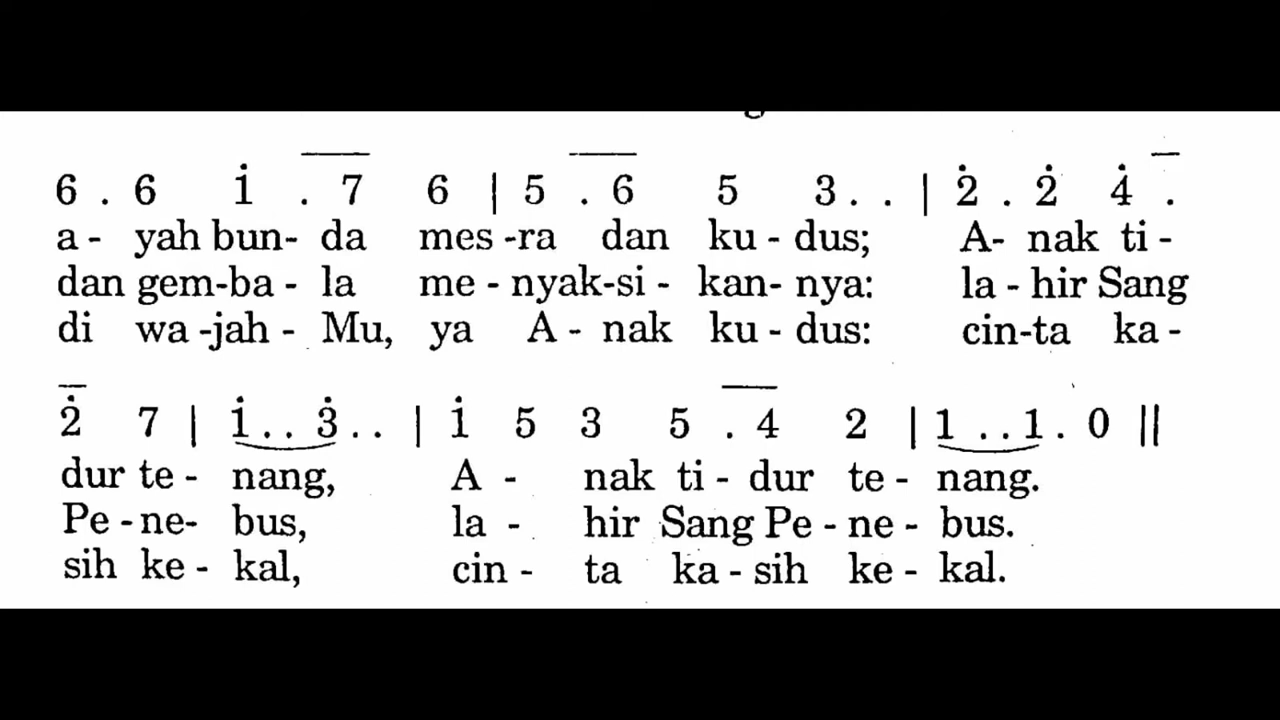 6 . 6 1̇ . 7 6 | 5 . 6 5 3 . . | 2̇ . 2̇ 4̇ .
a - yah bun - da mes - ra dan ku - dus; A - nak ti -
dan gem - ba - la me - nyak - si - kan - nya: la - hir Sang
di wa - jah - Mu, ya A - nak ku - dus: cin - ta ka -
2̇ 7 | 1̇ . . 3̇ . . | 1̇ 5 3 5 . 4 2 | 1 . . 1 . 0 ||
dur te - nang, A - nak ti - dur te - nang.
Pe - ne - bus, la - hir Sang Pe - ne - bus.
sih ke - kal, cin - ta ka - sih ke - kal.